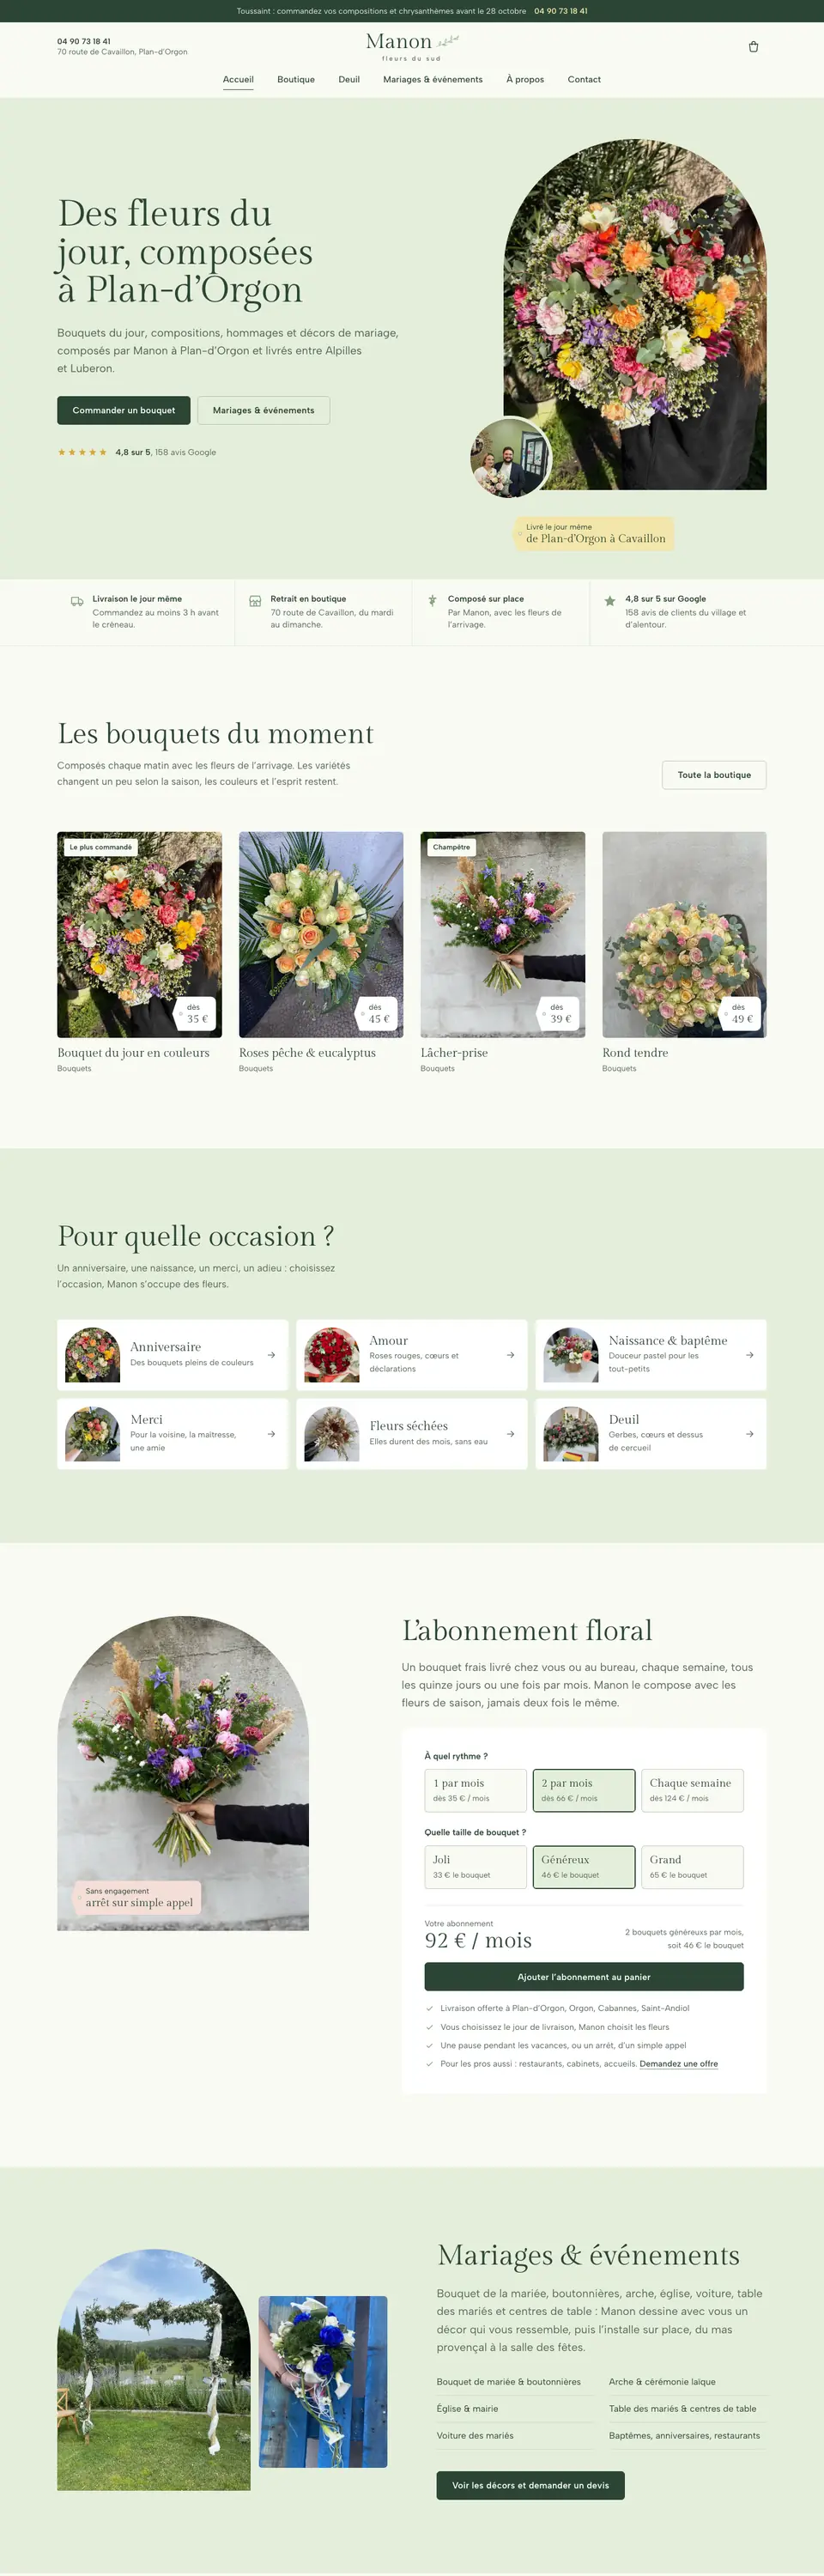 Toussaint : commandez vos compositions et chrysanthèmes avant le 28 octobre 04 90 73 18 41
04 90 73 18 41
70 route de Cavaillon, Plan-d'Orgon
Manon
fleurs du sud
Accueil Boutique Deuil Mariages & événements À propos Contact
Des fleurs du
jour, composées
à Plan-d'Orgon
Bouquets du jour, compositions, hommages et décors de mariage,
composés par Manon à Plan-d'Orgon et livrés entre Alpilles
et Luberon.
Commander un bouquet Mariages & événements
4,8 sur 5, 158 avis Google
Livré le jour même
de Plan-d'Orgon à Cavaillon
Livraison le jour même
Commandez au moins 3 h avant
le créneau.
Retrait en boutique
70 route de Cavaillon, du mardi
au dimanche.
Composé sur place
Par Manon, avec les fleurs de
l'arrivage.
4,8 sur 5 sur Google
158 avis de clients du village et
d'alentour.
Les bouquets du moment
Composés chaque matin avec les fleurs de l'arrivage. Les variétés
changent un peu selon la saison, les couleurs et l'esprit restent.
Toute la boutique
Le plus commandé
dès
35 €
Bouquet du jour en couleurs
Bouquets
dès
45 €
Roses pêche & eucalyptus
Bouquets
Champêtre
dès
39 €
Lâcher-prise
Bouquets
dès
49 €
Rond tendre
Bouquets
Pour quelle occasion ?
Un anniversaire, une naissance, un merci, un adieu : choisissez
l'occasion, Manon s'occupe des fleurs.
Anniversaire
Des bouquets pleins de couleurs
Amour
Roses rouges, cœurs et
déclarations
Naissance & baptême
Douceur pastel pour les
tout-petits
Merci
Pour la voisine, la maîtresse,
une amie
Fleurs séchées
Elles durent des mois, sans eau
Deuil
Gerbes, cœurs et dessus
de cercueil
Sans engagement
arrêt sur simple appel
L'abonnement floral
Un bouquet frais livré chez vous ou au bureau, chaque semaine, tous
les quinze jours ou une fois par mois. Manon le compose avec les
fleurs de saison, jamais deux fois le même.
À quel rythme ?
1 par mois
dès 35 € / mois
2 par mois
dès 66 € / mois
Chaque semaine
dès 124 € / mois
Quelle taille de bouquet ?
Joli
33 € le bouquet
Généreux
46 € le bouquet
Grand
65 € le bouquet
Votre abonnement
92 € / mois
2 bouquets généreux par mois,
soit 46 € le bouquet
Ajouter l'abonnement au panier
Livraison offerte à Plan-d'Orgon, Orgon, Cabannes, Saint-Andiol
Vous choisissez le jour de livraison, Manon choisit les fleurs
Une pause pendant les vacances, ou un arrêt, d'un simple appel
Pour les pros aussi : restaurants, cabinets, accueils. Demandez une offre
Mariages & événements
Bouquet de la mariée, boutonnières, arche, église, voiture, table
des mariés et centres de table : Manon dessine avec vous un
décor qui vous ressemble, puis l'installe sur place, du mas
provençal à la salle des fêtes.
Bouquet de mariée & boutonnières Arche & cérémonie laïque
Église & mairie Table des mariés & centres de table
Voiture des mariés Baptêmes, anniversaires, restaurants
Voir les décors et demander un devis